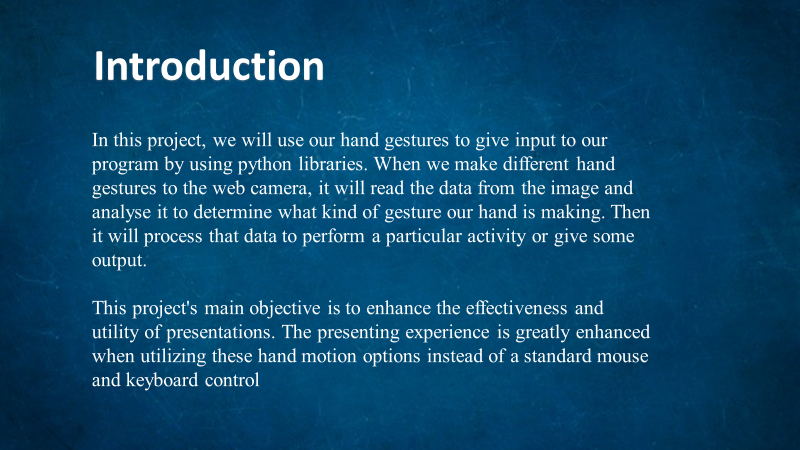 Introduction
In this project, we will use our hand gestures to give input to our
program by using python libraries. When we make different hand
gestures to the web camera, it will read the data from the image and
analyse it to determine what kind of gesture our hand is making. Then
it will process that data to perform a particular activity or give some
output.
This project's main objective is to enhance the effectiveness and
utility of presentations. The presenting experience is greatly enhanced
when utilizing these hand motion options instead of a standard mouse
and keyboard control